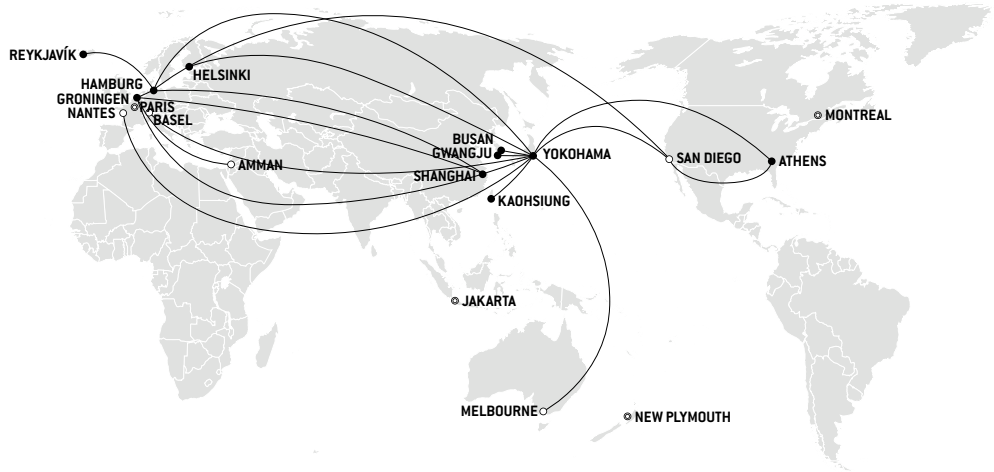 REYKJAVÍK
HELSINKI
HAMBURG
GRONINGEN
PARIS
NANTES
BASEL
MONTREAL
BUSAN
GWANGJU
YOKOHAMA
SAN DIEGO
ATHENS
AMMAN
SHANGHAI
KAOHSIUNG
JAKARTA
MELBOURNE
NEW PLYMOUTH